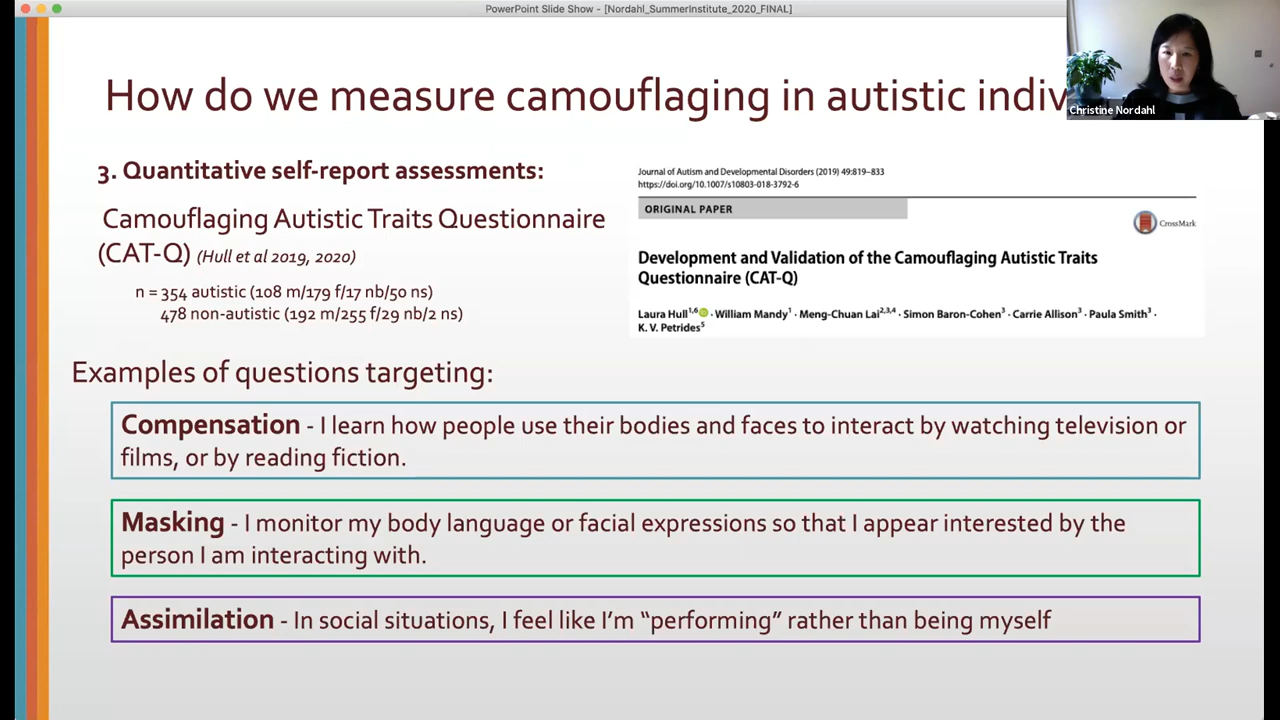 PowerPoint Slide Show - [Nordahl_SummerInstitute_2020_FINAL]
How do we measure camouflaging in autistic indiv
Christine Nordahl
3. Quantitative self-report assessments:
Camouflaging Autistic Traits Questionnaire
(CAT-Q) (Hull et al 2019, 2020)
n = 354 autistic (108 m/179 f/17 nb/50 ns)
478 non-autistic (192 m/255 f/29 nb/2 ns)
Journal of Autism and Developmental Disorders (2019) 49:819–833
https://doi.org/10.1007/s10803-018-3792-6
ORIGINAL PAPER
CrossMark
Development and Validation of the Camouflaging Autistic Traits
Questionnaire (CAT-Q)
Laura Hull1,6 · William Mandy1 · Meng-Chuan Lai2,3,4 · Simon Baron-Cohen3 · Carrie Allison3 · Paula Smith3 ·
K. V. Petrides5
Examples of questions targeting:
Compensation - I learn how people use their bodies and faces to interact by watching television or
films, or by reading fiction.
Masking - I monitor my body language or facial expressions so that I appear interested by the
person I am interacting with.
Assimilation - In social situations, I feel like I’m “performing” rather than being myself